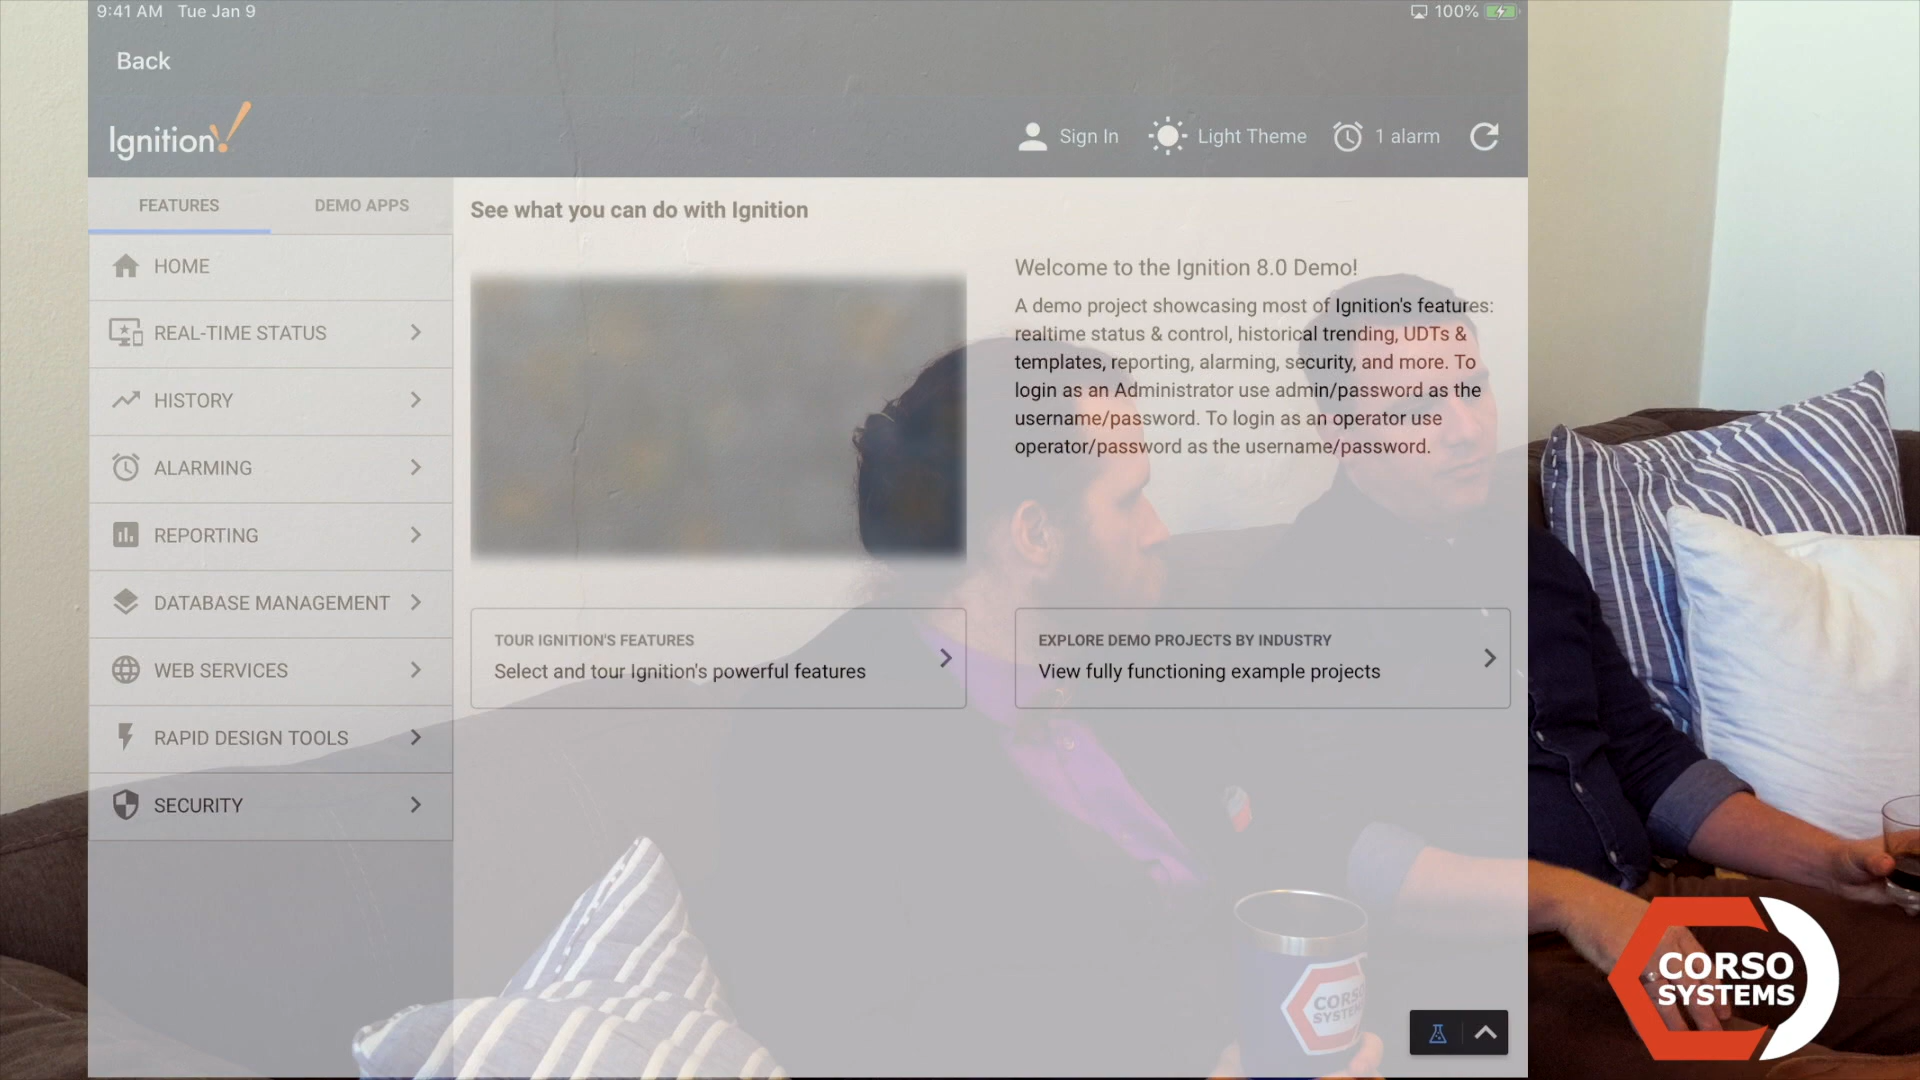 9:41 AM Tue Jan 9
100%
Back
Ignition!
Sign In
Light Theme
1 alarm
FEATURES
DEMO APPS
HOME
REAL-TIME STATUS
HISTORY
ALARMING
REPORTING
DATABASE MANAGEMENT
WEB SERVICES
RAPID DESIGN TOOLS
SECURITY
See what you can do with Ignition
Welcome to the Ignition 8.0 Demo!
A demo project showcasing most of Ignition's features:
realtime status & control, historical trending, UDTs &
templates, reporting, alarming, security, and more. To
login as an Administrator use admin/password as the
username/password. To login as an operator use
operator/password as the username/password.
TOUR IGNITION'S FEATURES
Select and tour Ignition's powerful features
EXPLORE DEMO PROJECTS BY INDUSTRY
View fully functioning example projects
CORSO
SYSTEMS
CORSO
SYSTEMS